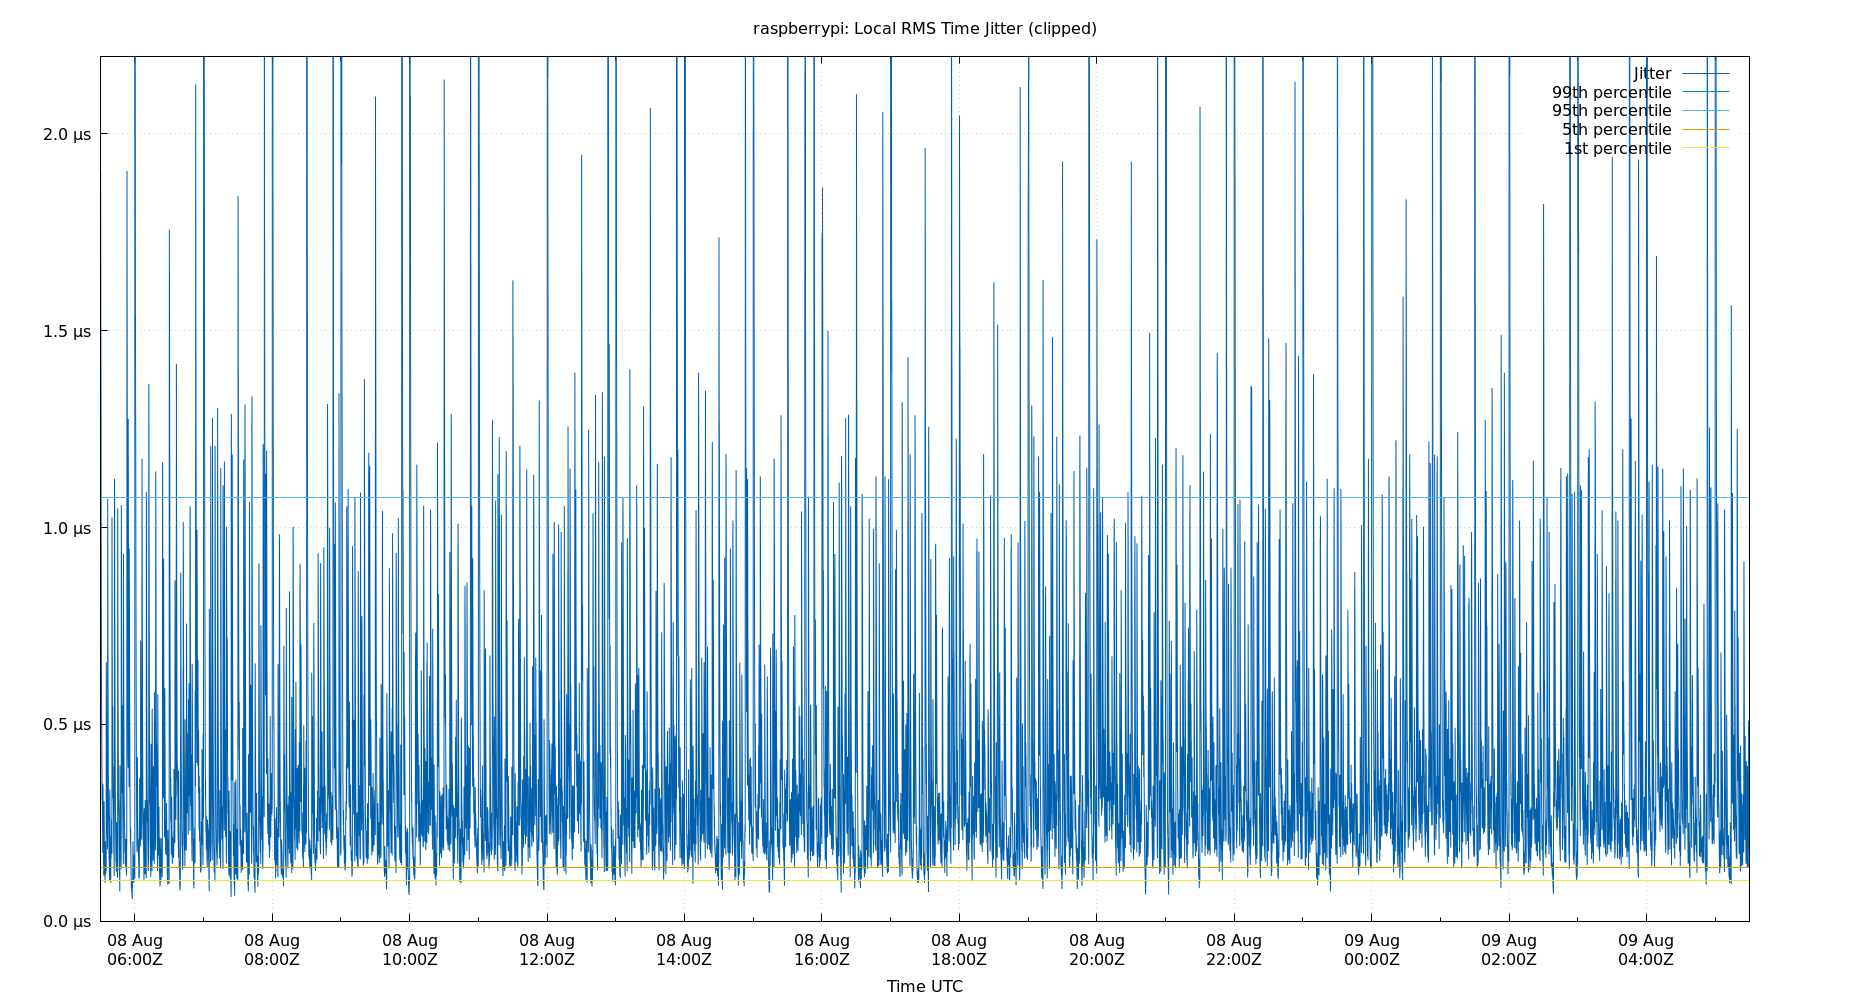 raspberrypi: Local RMS Time Jitter (clipped)
Jitter
99th percentile
95th percentile
5th percentile
1st percentile
2.0 µs
1.5 µs
1.0 µs
0.5 µs
0.0 µs
08 Aug 08 Aug 08 Aug 08 Aug 08 Aug 08 Aug 08 Aug 08 Aug 08 Aug 09 Aug 09 Aug 09 Aug
06:00Z 08:00Z 10:00Z 12:00Z 14:00Z 16:00Z 18:00Z 20:00Z 22:00Z 00:00Z 02:00Z 04:00Z
Time UTC